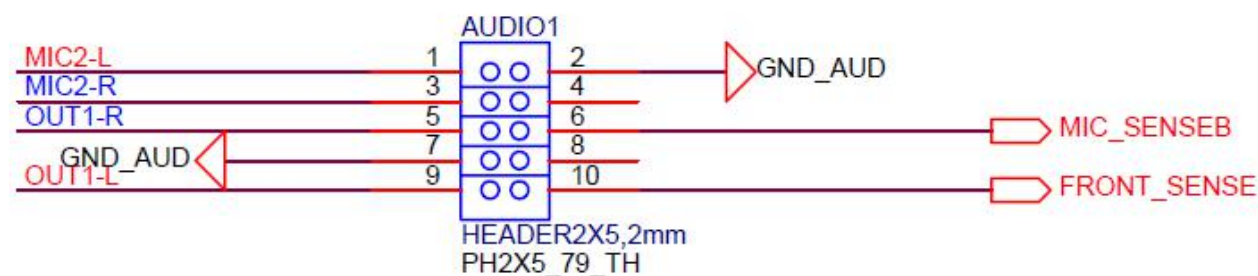 AUDIO1
MIC2-L 1 2 GND_AUD
MIC2-R 3 4
OUT1-R 5 6 MIC_SENSEB
GND_AUD 7 8
OUT1-L 9 10 FRONT_SENSE
HEADER2X5,2mm
PH2X5_79_TH